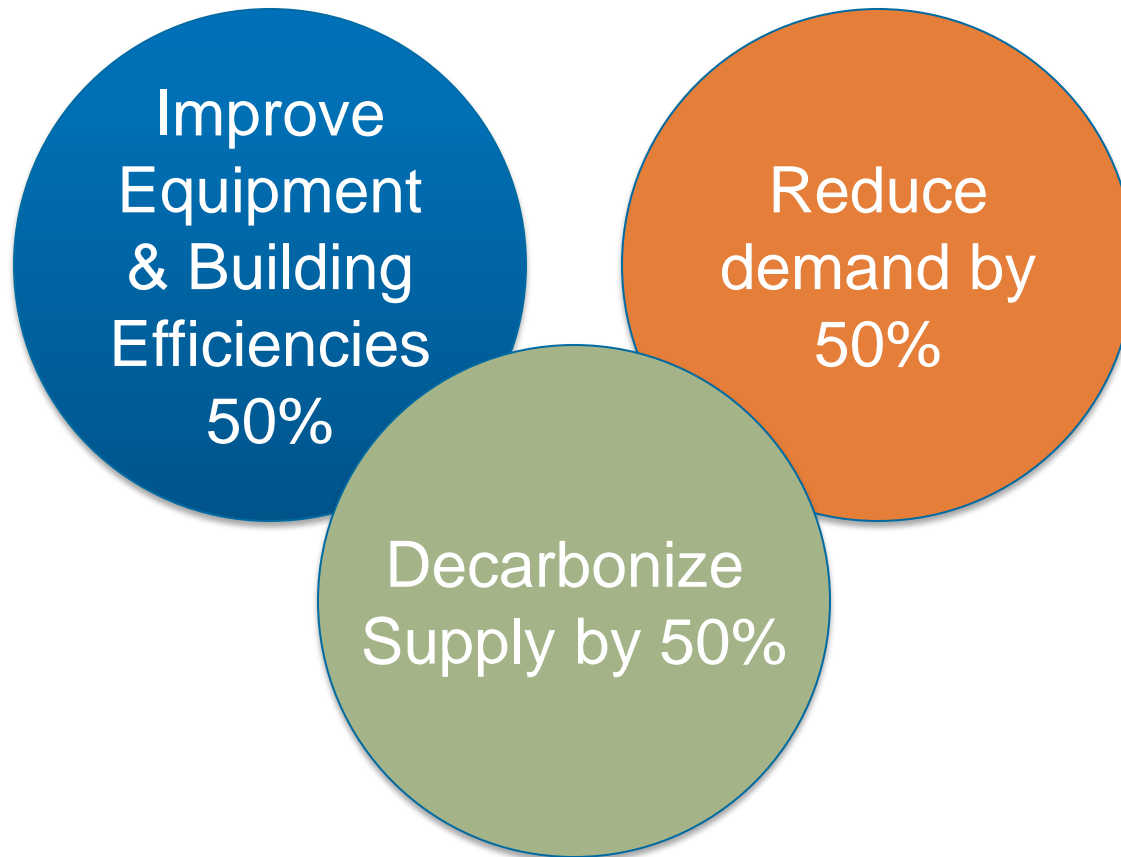 Improve
Equipment
& Building
Efficiencies
50%
Reduce
demand by
50%
Decarbonize
Supply by 50%